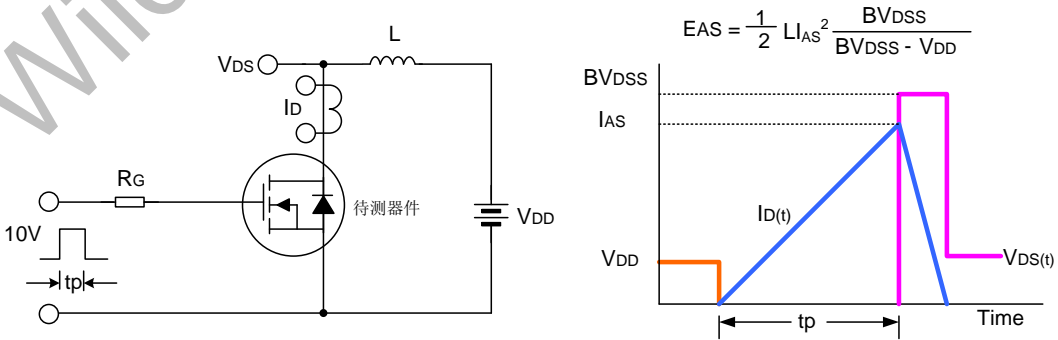 L
VDS
ID
RG
10V
tp
待测器件
VDD
EAS = 1/2 LIAS² BVDSS / (BVDSS - VDD)
BVDSS
IAS
ID(t)
VDD
VDS(t)
tp
Time